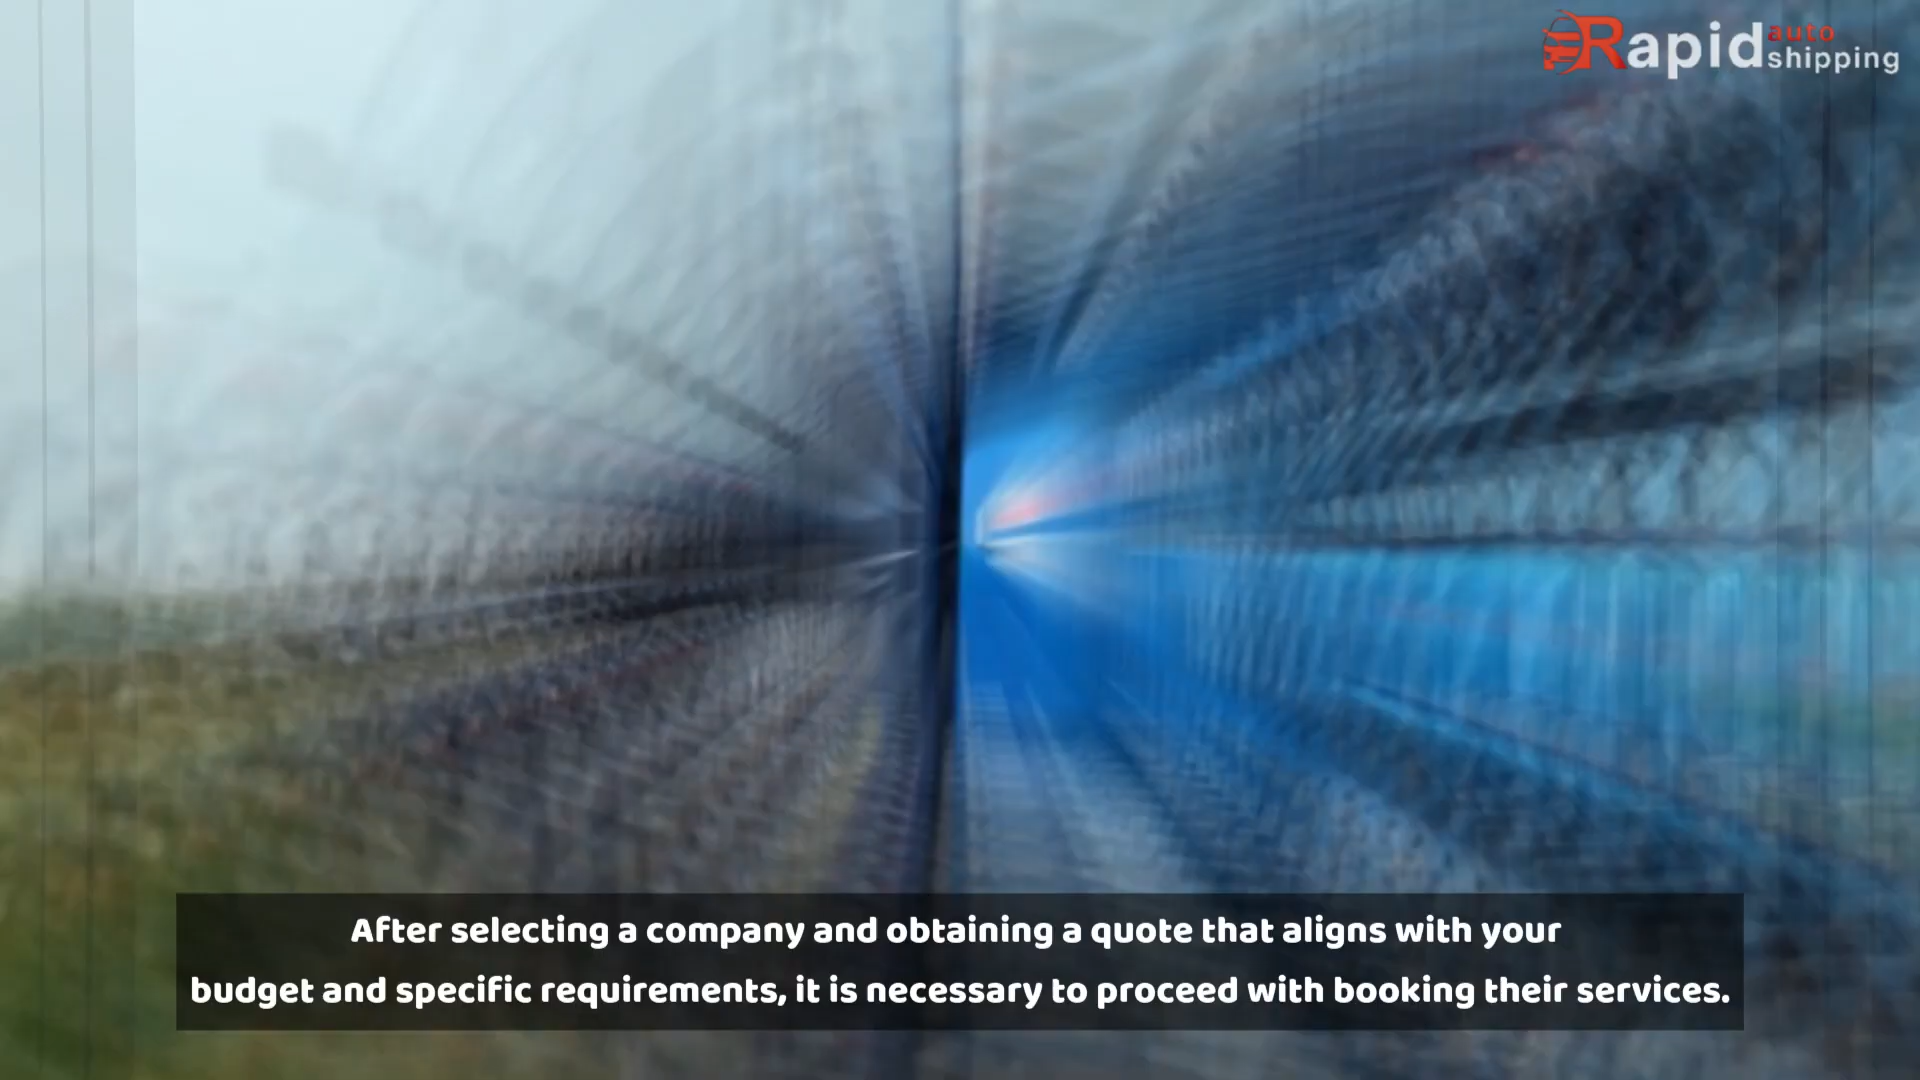 Rapid auto
shipping
After selecting a company and obtaining a quote that aligns with your
budget and specific requirements, it is necessary to proceed with booking their services.